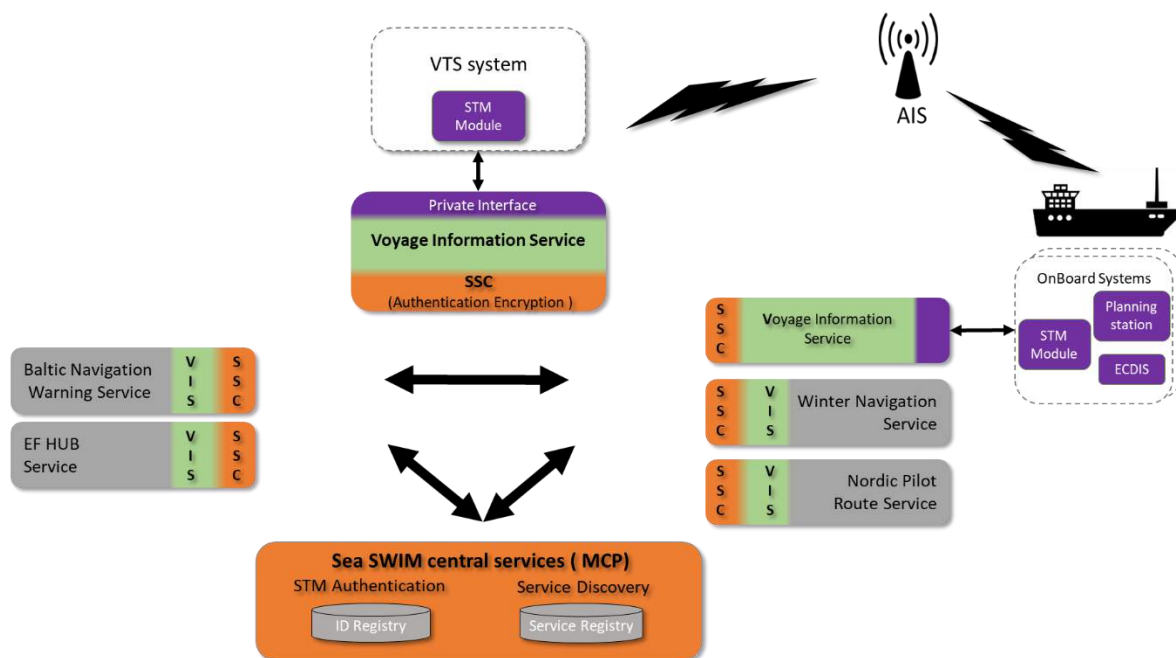 VTS system
STM
Module
AIS
Private Interface
Voyage Information Service
SSC
(Authentication Encryption )
OnBoard Systems
Planning
station
STM
Module
ECDIS
S
S
C
Voyage Information
Service
Baltic Navigation
Warning Service
V
I
S
S
S
C
S
S
C
V
I
S
Winter Navigation
Service
EF HUB
Service
V
I
S
S
S
C
S
S
C
V
I
S
Nordic Pilot
Route Service
Sea SWIM central services ( MCP)
STM Authentication
Service Discovery
ID Registry
Service Registry